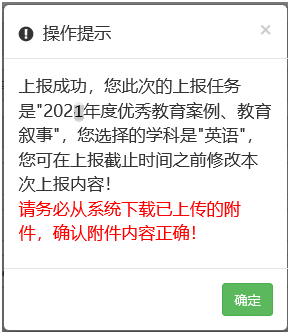 操作提示
×
上报成功，您此次的上报任务
是"2021年度优秀教育案例、教育
叙事"，您选择的学科是"英语"，
您可在上报截止时间之前修改本
次上报内容！
请务必从系统下载已上传的附
件，确认附件内容正确！
确定